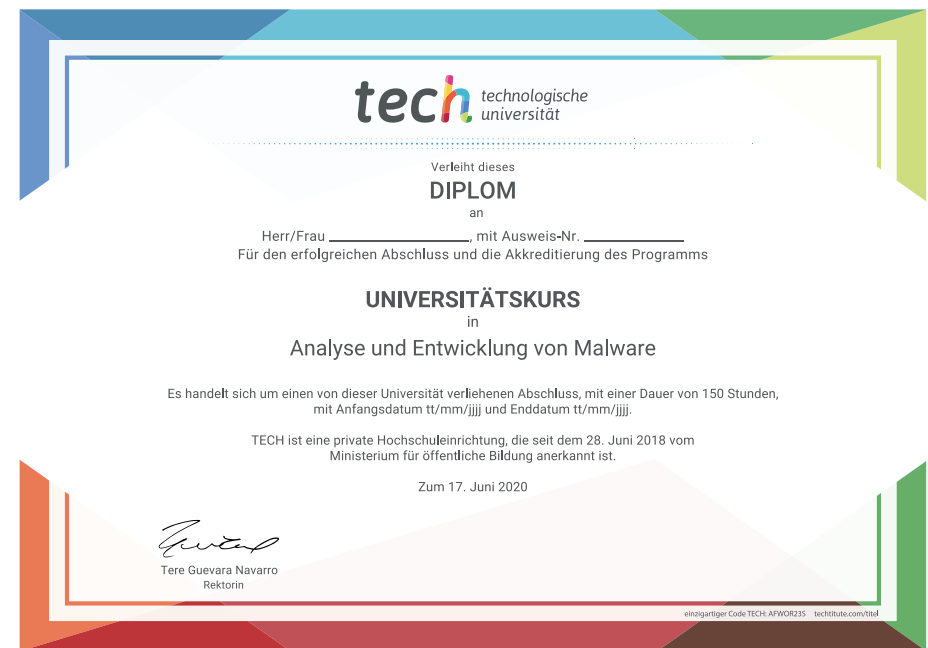 tech technologische
universität
Verleiht dieses
DIPLOM
an
Herr/Frau ____________, mit Ausweis-Nr. ____________
Für den erfolgreichen Abschluss und die Akkreditierung des Programms
UNIVERSITÄTSKURS
in
Analyse und Entwicklung von Malware
Es handelt sich um einen von dieser Universität verliehenen Abschluss, mit einer Dauer von 150 Stunden,
mit Anfangsdatum tt/mm/jjjj und Enddatum tt/mm/jjjj.
TECH ist eine private Hochschuleinrichtung, die seit dem 28. Juni 2018 vom
Ministerium für öffentliche Bildung anerkannt ist.
Zum 17. Juni 2020
Tere Guevara Navarro
Rektorin
einzigartiger Code TECH: AFWOR23S techtitute.com/titel